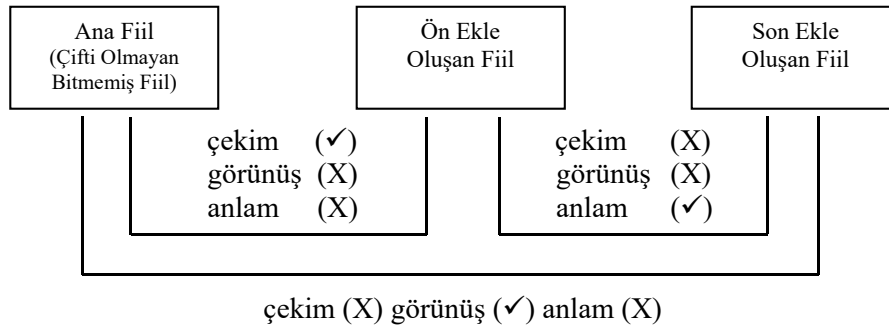 Ana Fiil
(Çifti Olmayan
Bitmemiş Fiil)
Ön Ekle
Oluşan Fiil
Son Ekle
Oluşan Fiil
çekim (✓)
görünüş (X)
anlam (X)
çekim (X)
görünüş (X)
anlam (✓)
çekim (X) görünüş (✓) anlam (X)